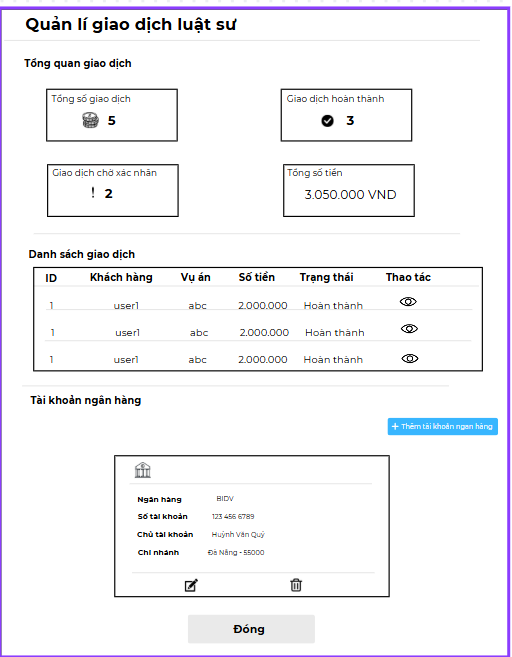 Quản lí giao dịch luật sư
Tổng quan giao dịch
Tổng số giao dịch
5
Giao dịch hoàn thành
3
Giao dịch chờ xác nhân
! 2
Tổng số tiền
3.050.000 VND
Danh sách giao dịch
ID Khách hàng Vụ án Số tiền Trạng thái Thao tác
1 user1 abc 2.000.000 Hoàn thành
1 user1 abc 2.000.000 Hoàn thành
1 user1 abc 2.000.000 Hoàn thành
Tài khoản ngân hàng
+ Thêm tài khoản ngan hàng
Ngân hàng BIDV
Số tài khoản 123 456 6789
Chủ tài khoản Huỳnh Văn Quý
Chi nhánh Đà Nẵng - 55000
Đóng